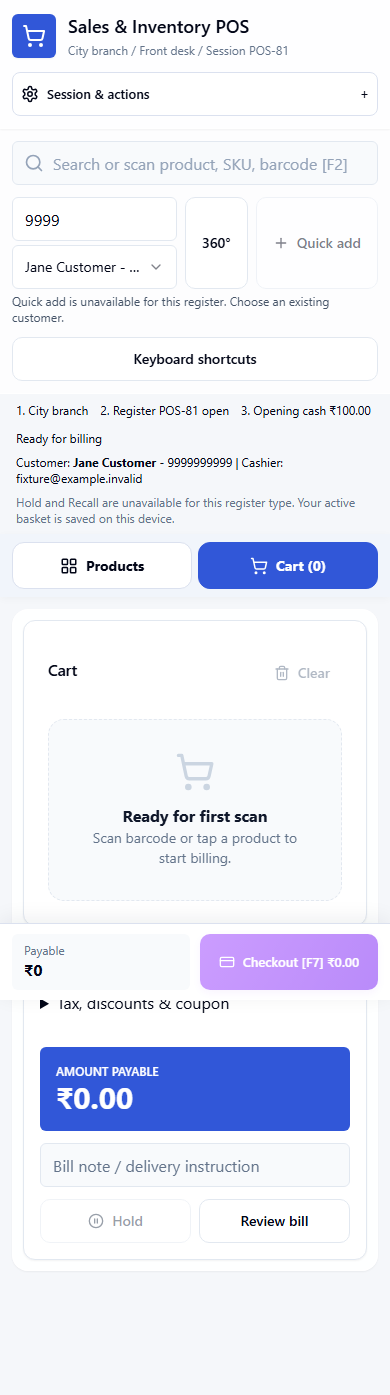 Sales & Inventory POS
City branch / Front desk / Session POS-81
Session & actions +
Search or scan product, SKU, barcode [F2]
9999
Jane Customer - ...
360°
+ Quick add
Quick add is unavailable for this register. Choose an existing
customer.
Keyboard shortcuts
1. City branch 2. Register POS-81 open 3. Opening cash ₹100.00
Ready for billing
Customer: Jane Customer - 9999999999 | Cashier:
fixture@example.invalid
Hold and Recall are unavailable for this register type. Your active
basket is saved on this device.
Products
Cart (0)
Cart
Clear
Ready for first scan
Scan barcode or tap a product to
start billing.
Payable
₹0
Checkout [F7] ₹0.00
Tax, discounts & coupon
AMOUNT PAYABLE
₹0.00
Bill note / delivery instruction
Hold
Review bill